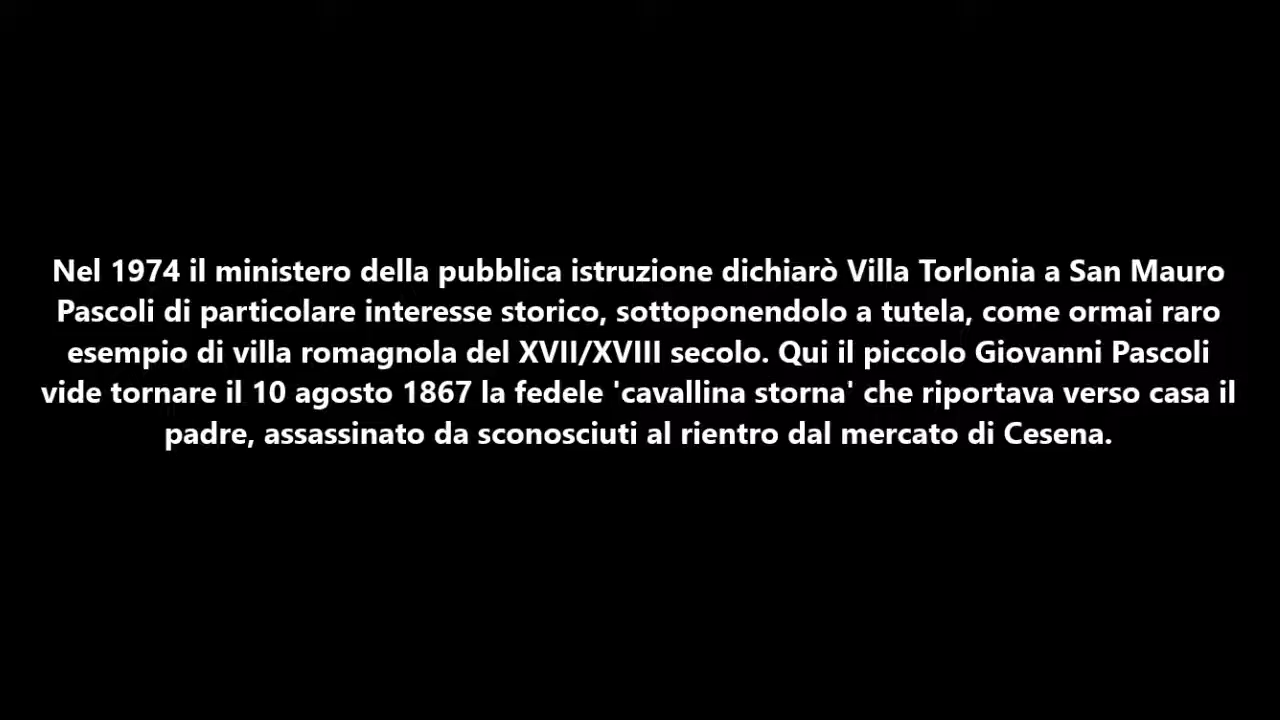 Nel 1974 il ministero della pubblica istruzione dichiarò Villa Torlonia a San Mauro
Pascoli di particolare interesse storico, sottoponendolo a tutela, come ormai raro
esempio di villa romagnola del XVII/XVIII secolo. Qui il piccolo Giovanni Pascoli
vide tornare il 10 agosto 1867 la fedele 'cavallina storna' che riportava verso casa il
padre, assassinato da sconosciuti al rientro dal mercato di Cesena.